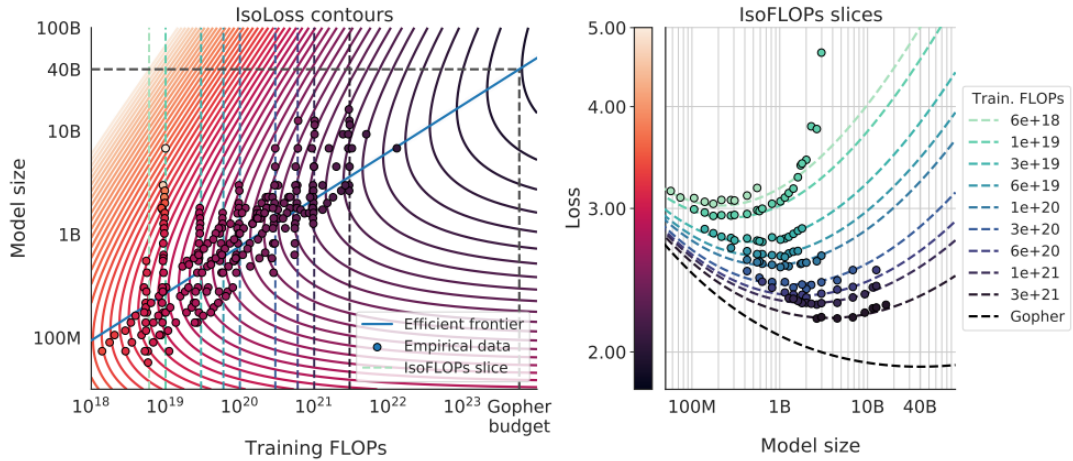 IsoLoss contours
Model size
100B
40B
10B
1B
100M
10^18
10^19
10^20
10^21
10^22
10^23
Gopher
budget
Training FLOPs
Efficient frontier
Empirical data
IsoFLOPs slice
IsoFLOPs slices
Loss
5.00
4.00
3.00
2.00
100M
1B
10B
40B
Model size
Train. FLOPs
6e+18
1e+19
3e+19
6e+19
1e+20
3e+20
6e+20
1e+21
3e+21
Gopher